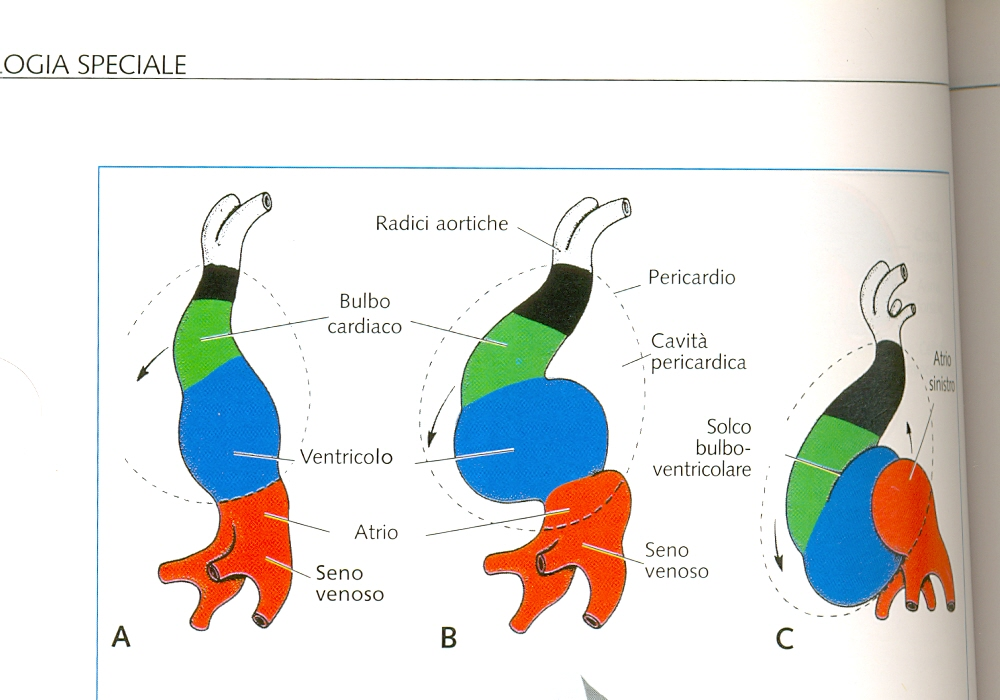 LOGIA SPECIALE
Radici aortiche
Pericardio
Bulbo
cardiaco
Cavità
pericardica
Atrio
sinistro
Solco
bulbo-
ventricolare
Ventricolo
Atrio
Seno
venoso
Seno
venoso
A
B
C